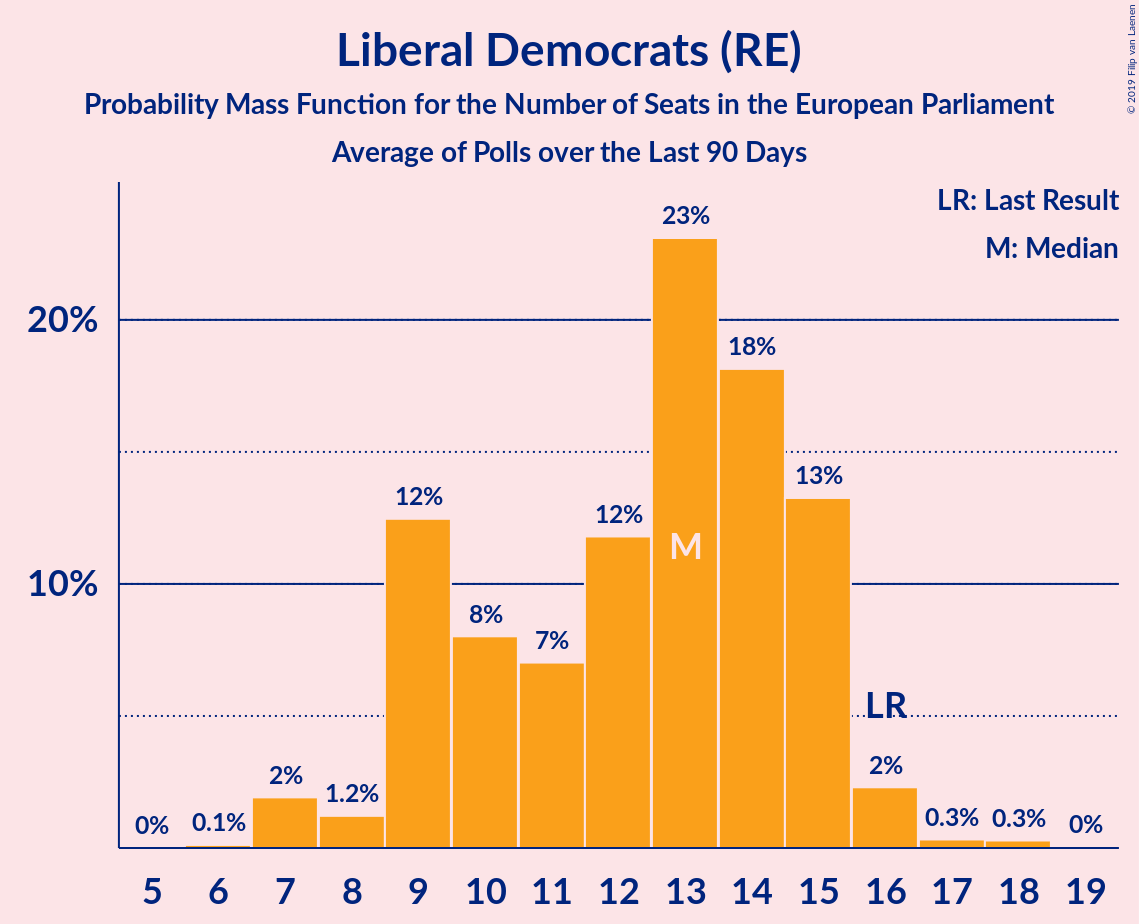 Liberal Democrats (RE)
Probability Mass Function for the Number of Seats in the European Parliament
Average of Polls over the Last 90 Days
© 2019 Filip van Laenen
LR: Last Result
M: Median
20%
10%
0%
0.1%
2%
1.2%
12%
8%
7%
12%
23%
18%
13%
2%
0.3%
0.3%
0%
M
LR
5 6 7 8 9 10 11 12 13 14 15 16 17 18 19